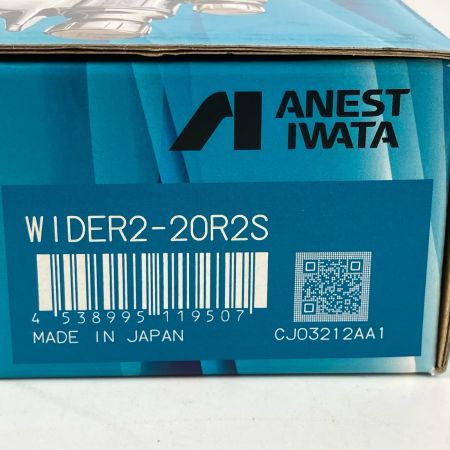 ANEST
IWATA
WIDER2-20R2S
4 538995 119507
MADE IN JAPAN
CJ03212AA1